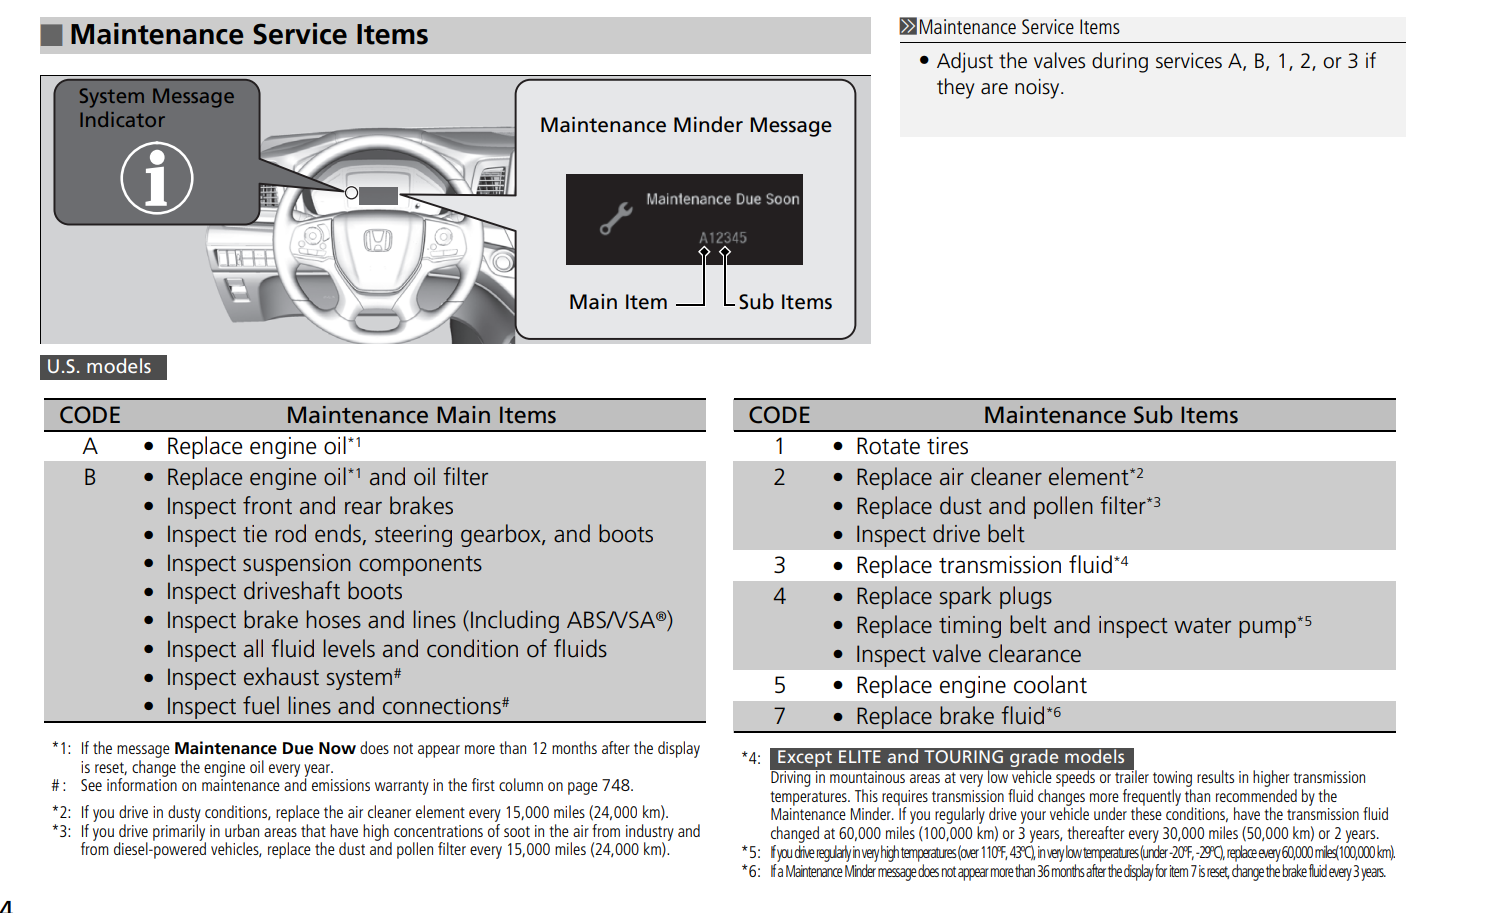 Maintenance Service Items
System Message
Indicator
Maintenance Minder Message
Maintenance Due Soon
A12345
Main Item
Sub Items
Maintenance Service Items
• Adjust the valves during services A, B, 1, 2, or 3 if
they are noisy.
U.S. models
CODE Maintenance Main Items
A • Replace engine oil*1
B • Replace engine oil*1 and oil filter
• Inspect front and rear brakes
• Inspect tie rod ends, steering gearbox, and boots
• Inspect suspension components
• Inspect driveshaft boots
• Inspect brake hoses and lines (Including ABS/VSA®)
• Inspect all fluid levels and condition of fluids
• Inspect exhaust system#
• Inspect fuel lines and connections#
*1: If the message Maintenance Due Now does not appear more than 12 months after the display
is reset, change the engine oil every year.
# : See information on maintenance and emissions warranty in the first column on page 748.
*2: If you drive in dusty conditions, replace the air cleaner element every 15,000 miles (24,000 km).
*3: If you drive primarily in urban areas that have high concentrations of soot in the air from industry and
from diesel-powered vehicles, replace the dust and pollen filter every 15,000 miles (24,000 km).
CODE Maintenance Sub Items
1 • Rotate tires
2 • Replace air cleaner element*2
• Replace dust and pollen filter*3
• Inspect drive belt
3 • Replace transmission fluid*4
4 • Replace spark plugs
• Replace timing belt and inspect water pump*5
• Inspect valve clearance
5 • Replace engine coolant
7 • Replace brake fluid*6
*4: Except ELITE and TOURING grade models
Driving in mountainous areas at very low vehicle speeds or trailer towing results in higher transmission
temperatures. This requires transmission fluid changes more frequently than recommended by the
Maintenance Minder. If you regularly drive your vehicle under these conditions, have the transmission fluid
changed at 60,000 miles (100,000 km) or 3 years, thereafter every 30,000 miles (50,000 km) or 2 years.
*5: If you drive regularly in very high temperatures (over 110°F, 43°C), in very low temperatures (under -20°F, -29°C), replace every 60,000 miles(100,000 km).
*6: If a Maintenance Minder message does not appear more than 36 months after the display for item 7 is reset, change the brake fluid every 3 years.